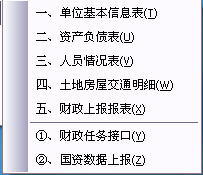 一、单位基本信息表(T)
二、资产负债表(U)
三、人员情况表(V)
四、土地房屋交通明细(W)
五、财政上报报表(X)
①、财政任务接口(Y)
②、国资数据上报(Z)